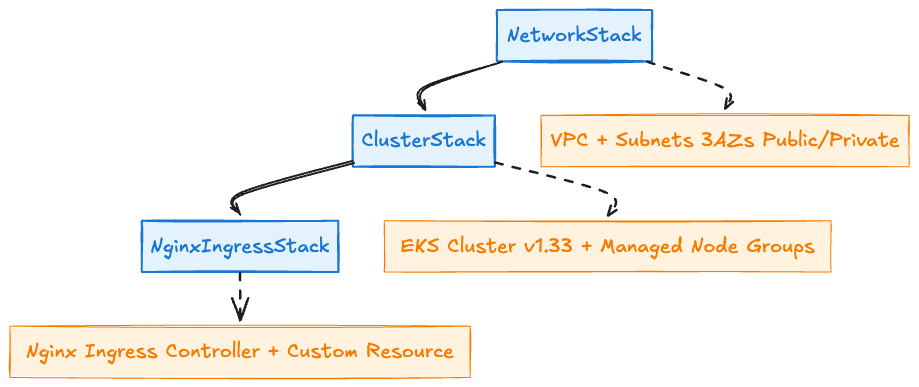 NetworkStack
ClusterStack
VPC + Subnets 3AZs Public/Private
NginxIngressStack
EKS Cluster v1.33 + Managed Node Groups
Nginx Ingress Controller + Custom Resource